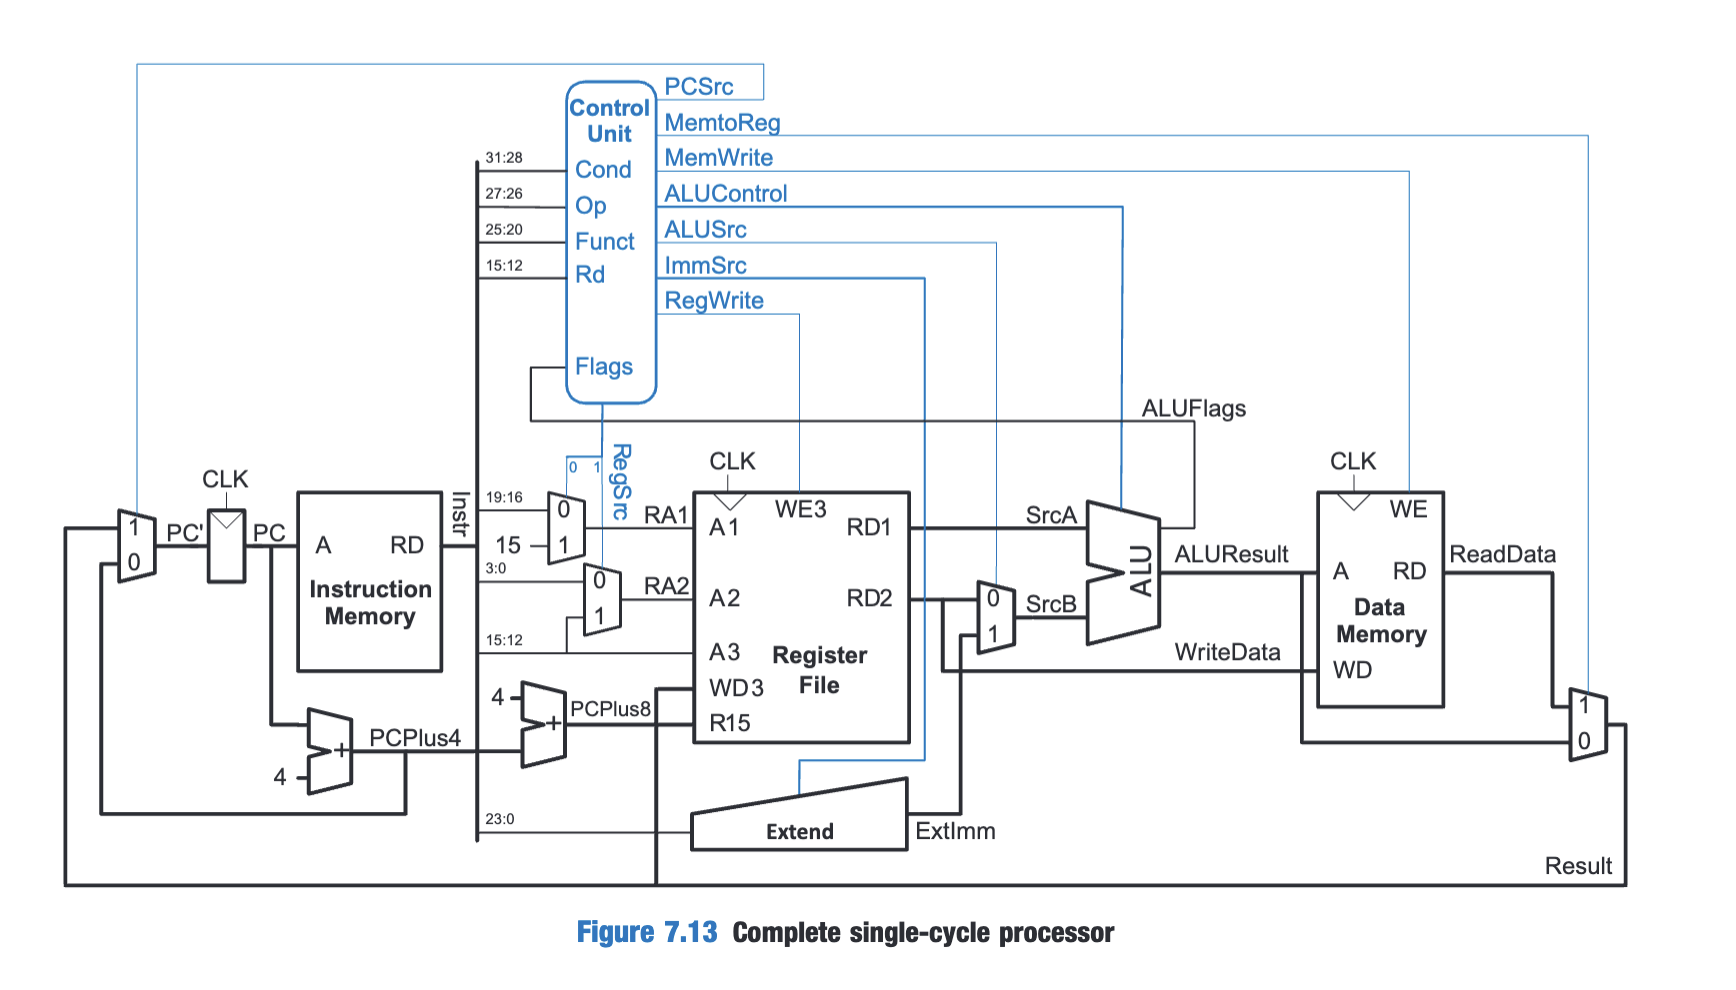 PCSrc
Control
Unit
MemtoReg
MemWrite
31:28
Cond
27:26
Op
ALUControl
25:20
Funct
ALUSrc
15:12
Rd
ImmSrc
RegWrite
Flags
ALUFlags
CLK
PC'
1
0
PC
A
RD
Instruction
Memory
Instr
0 1
RegSrc
19:16
0
15
1
RA1
3:0
0
1
RA2
15:12
CLK
A1
WE3
RD1
A2
RD2
A3
Register
File
WD3
R15
4
+
PCPlus8
PCPlus4
+
4
23:0
Extend
ExtImm
SrcA
0
1
SrcB
ALU
ALUResult
WriteData
CLK
WE
A
RD
Data
Memory
WD
ReadData
1
0
Result
Figure 7.13 Complete single-cycle processor